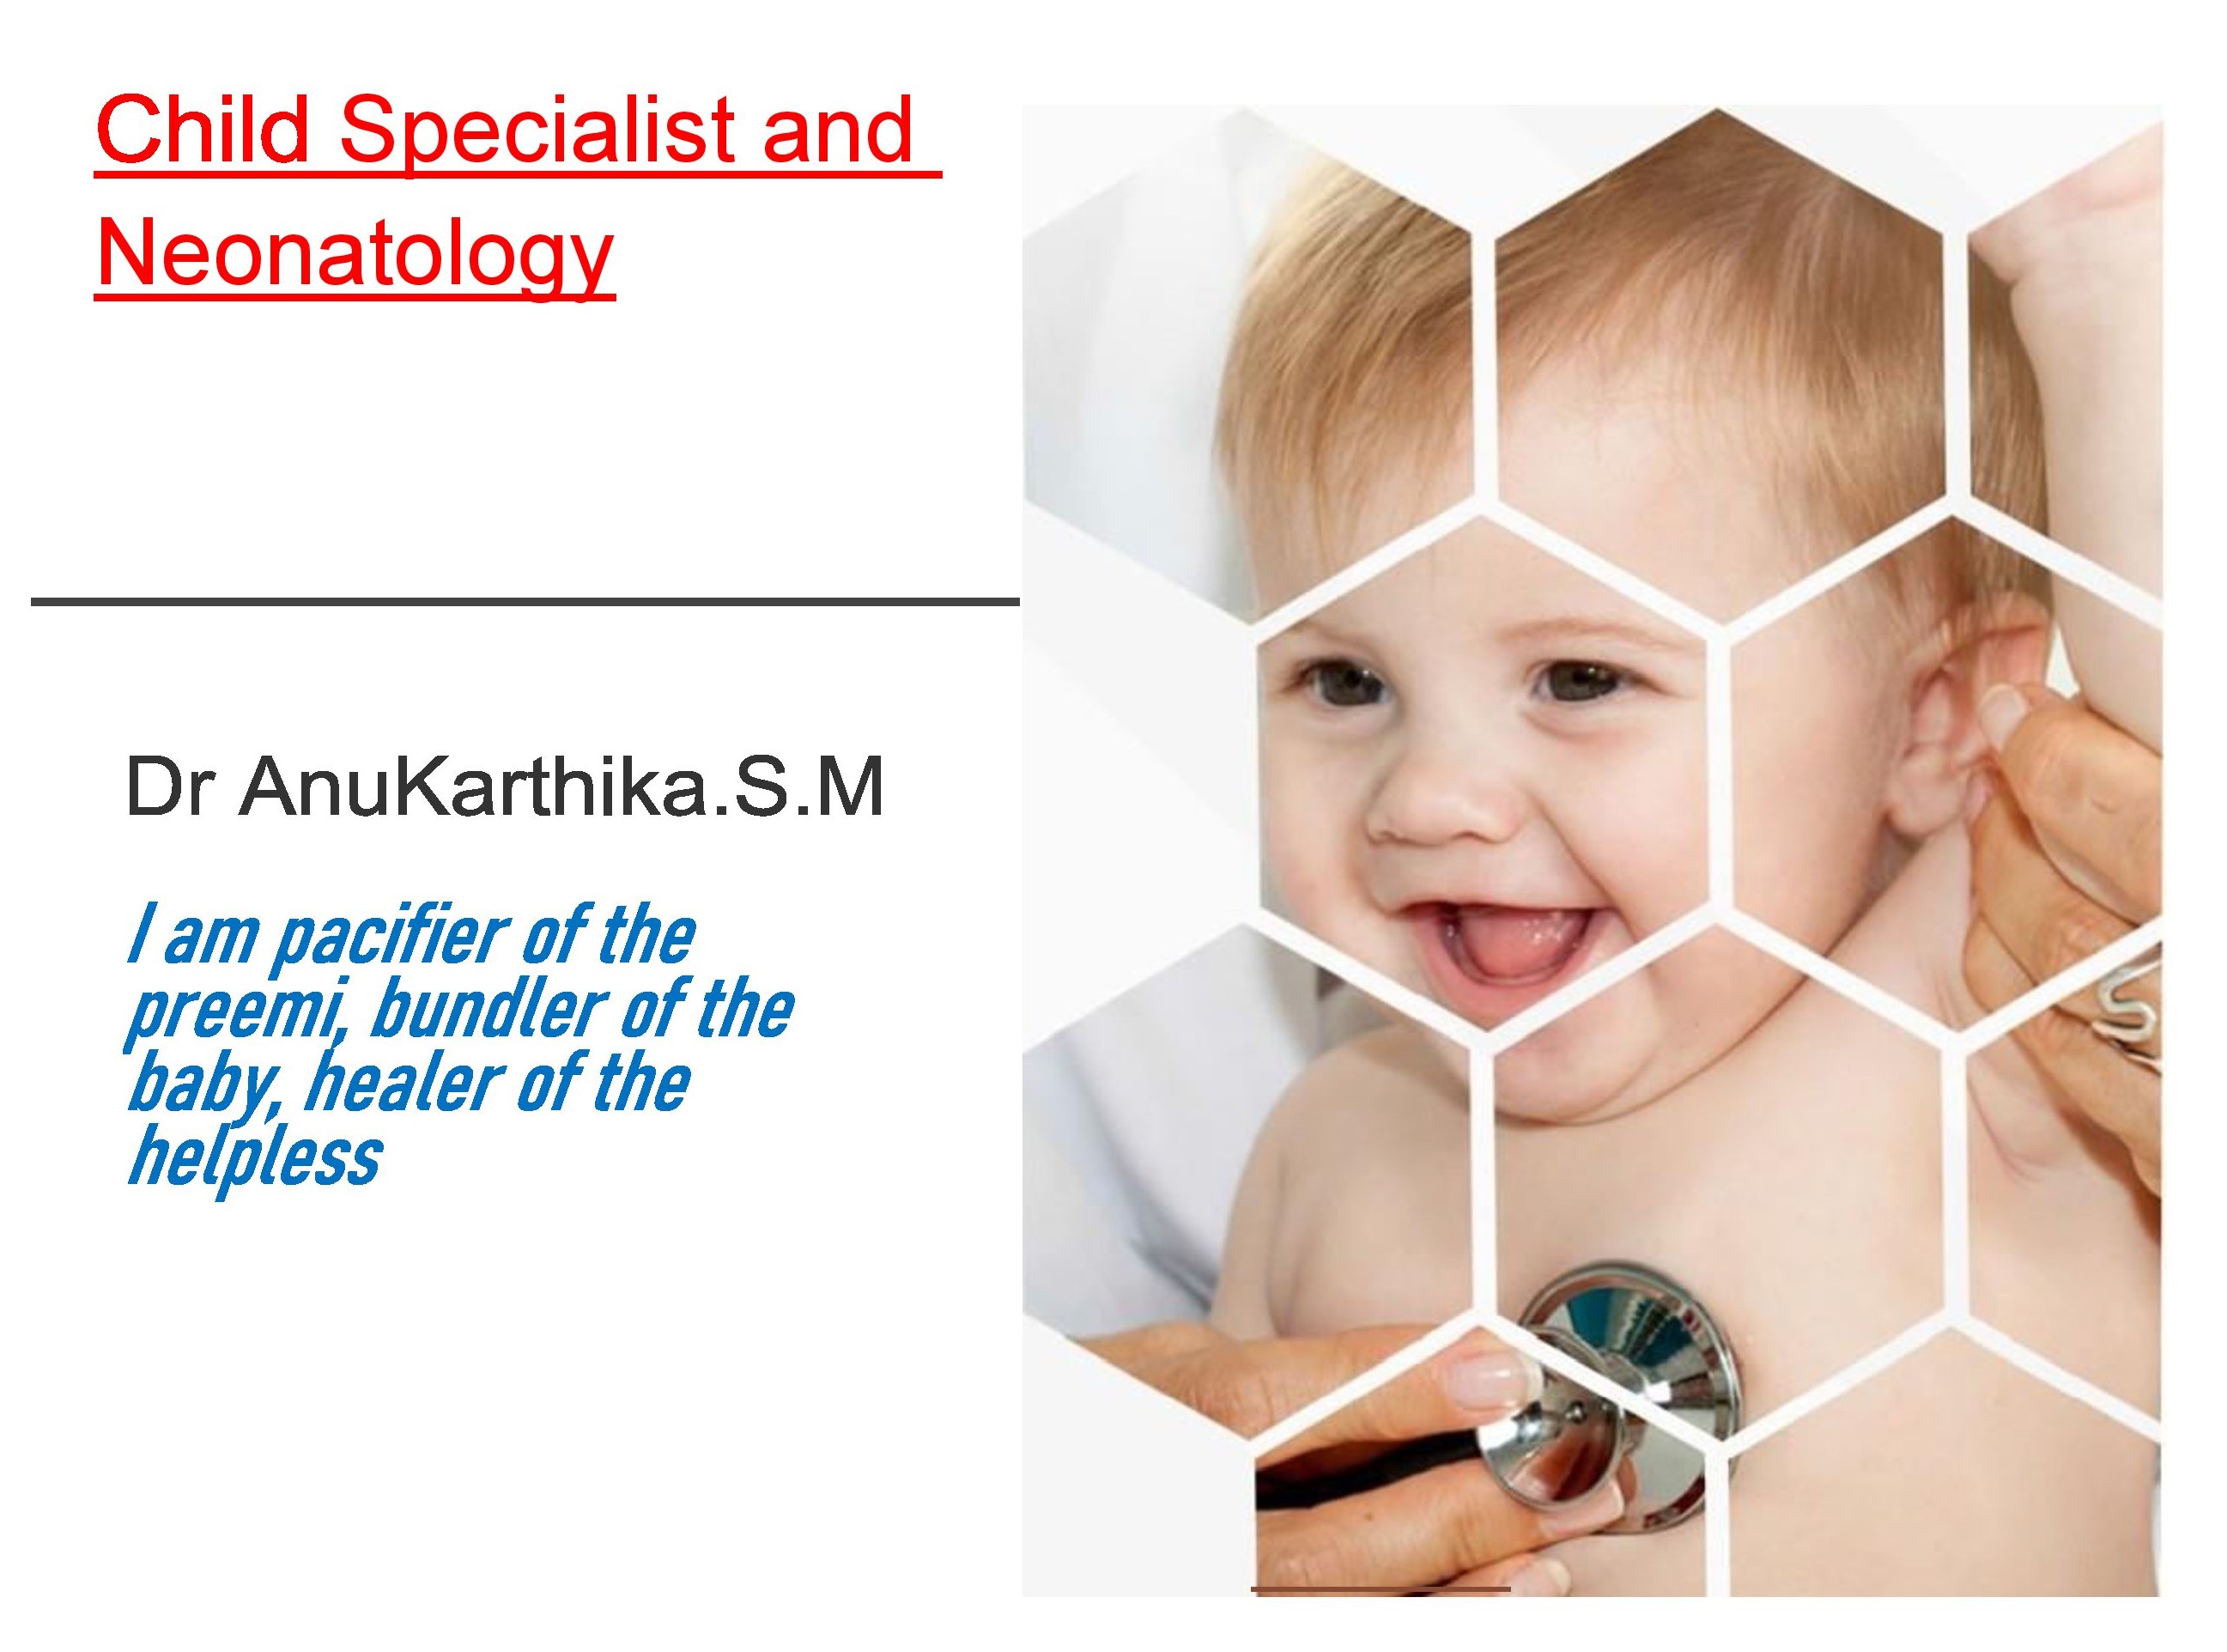 Child Specialist and
Neonatology
Dr AnuKarthika.S.M
I am pacifier of the
preemi, bundler of the
baby, healer of the
helpless